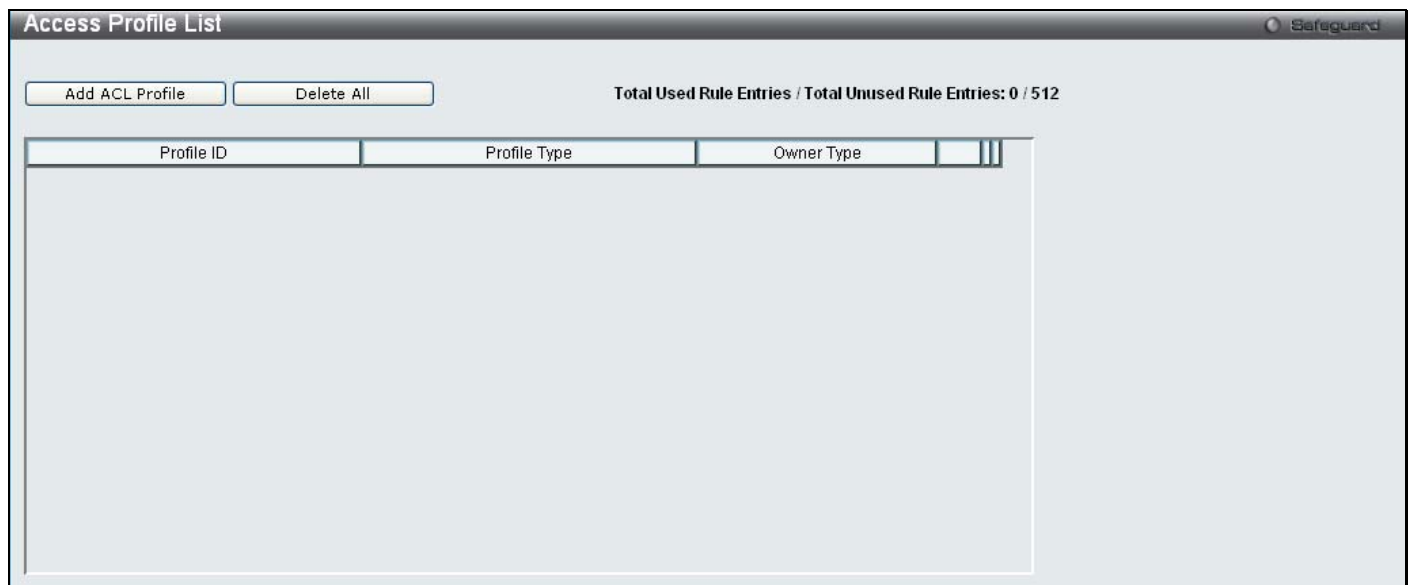 Access Profile List
Safeguard
Add ACL Profile
Delete All
Total Used Rule Entries / Total Unused Rule Entries: 0 / 512
Profile ID
Profile Type
Owner Type